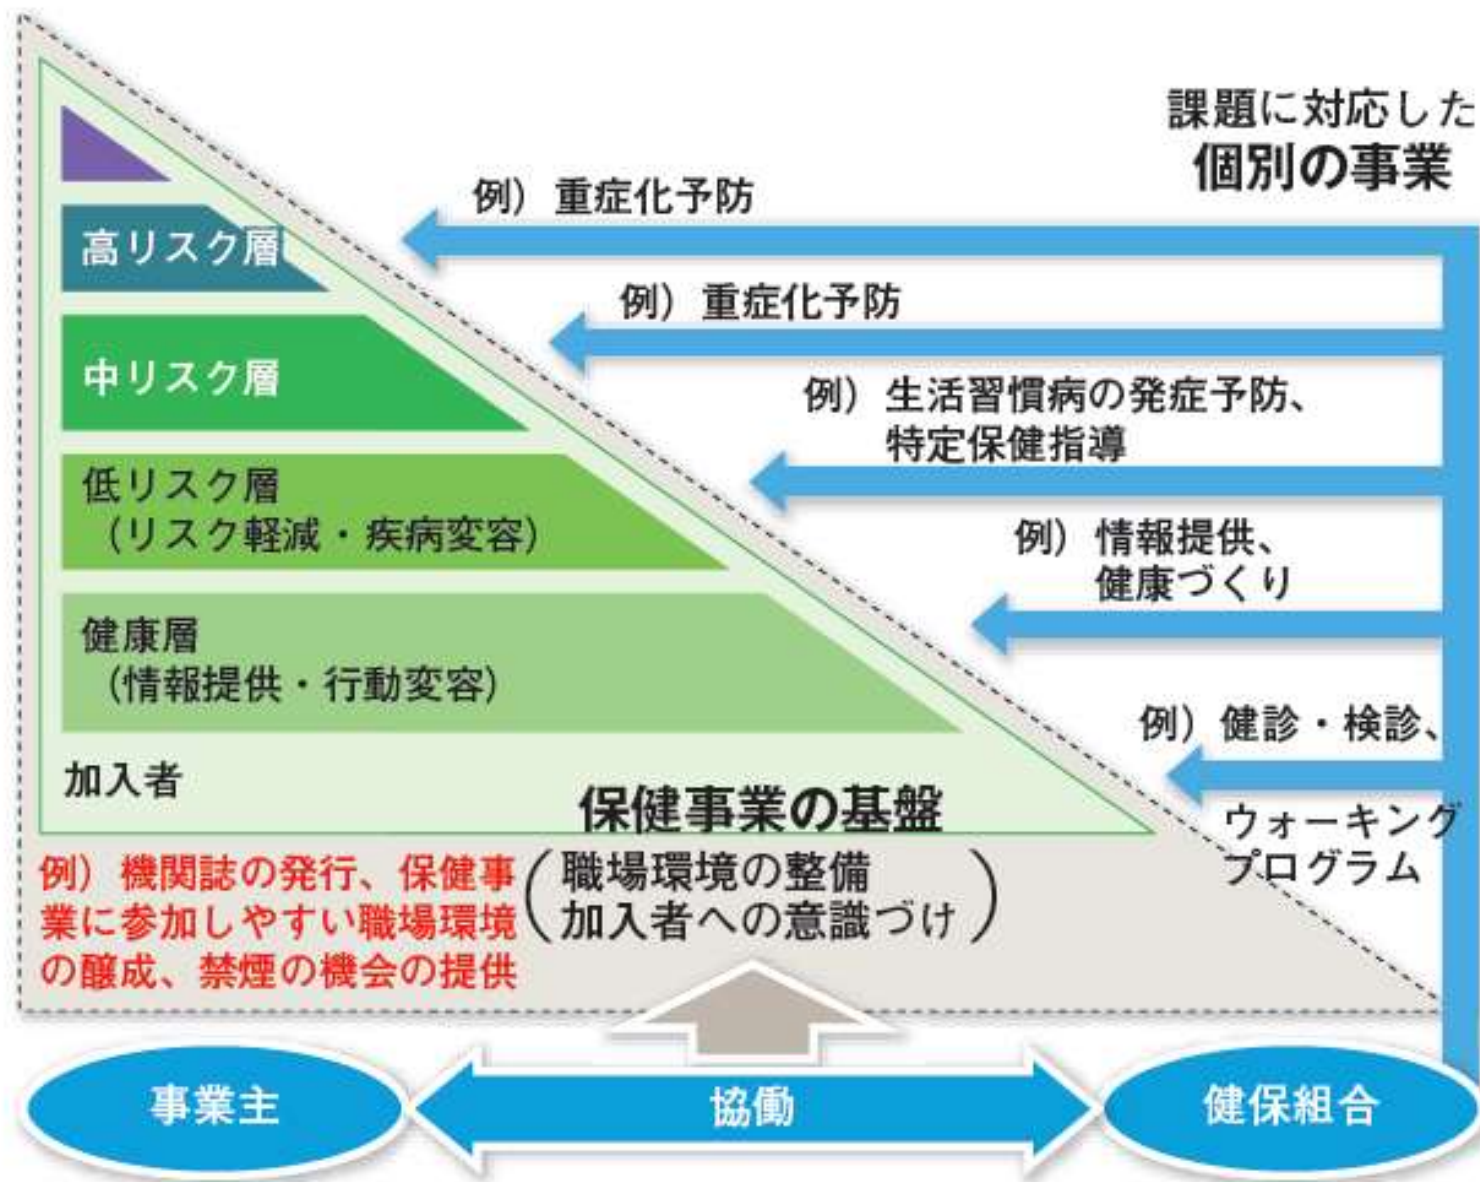 課題に対応した
個別の事業
例）重症化予防
高リスク層
例）重症化予防
中リスク層
例）生活習慣病の発症予防、
特定保健指導
低リスク層
（リスク軽減・疾病変容）
例）情報提供、
健康づくり
健康層
（情報提供・行動変容）
例）健診・検診、
ウォーキング
プログラム
加入者
保健事業の基盤
（職場環境の整備
加入者への意識づけ）
例）機関誌の発行、保健事
業に参加しやすい職場環境
の醸成、禁煙の機会の提供
事業主
協働
健保組合